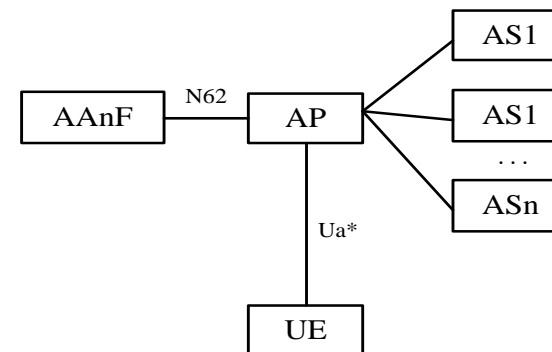 AS1
N62
AAnF
AP
AS1
...
ASn
Ua*
UE